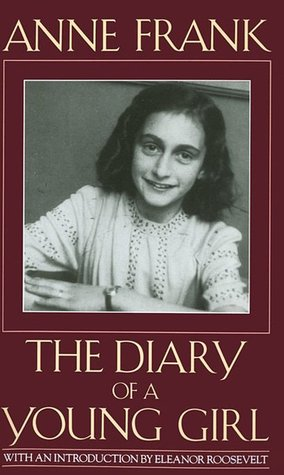 ANNE FRANK
THE DIARY
OF A
YOUNG GIRL
WITH AN INTRODUCTION BY ELEANOR ROOSEVELT